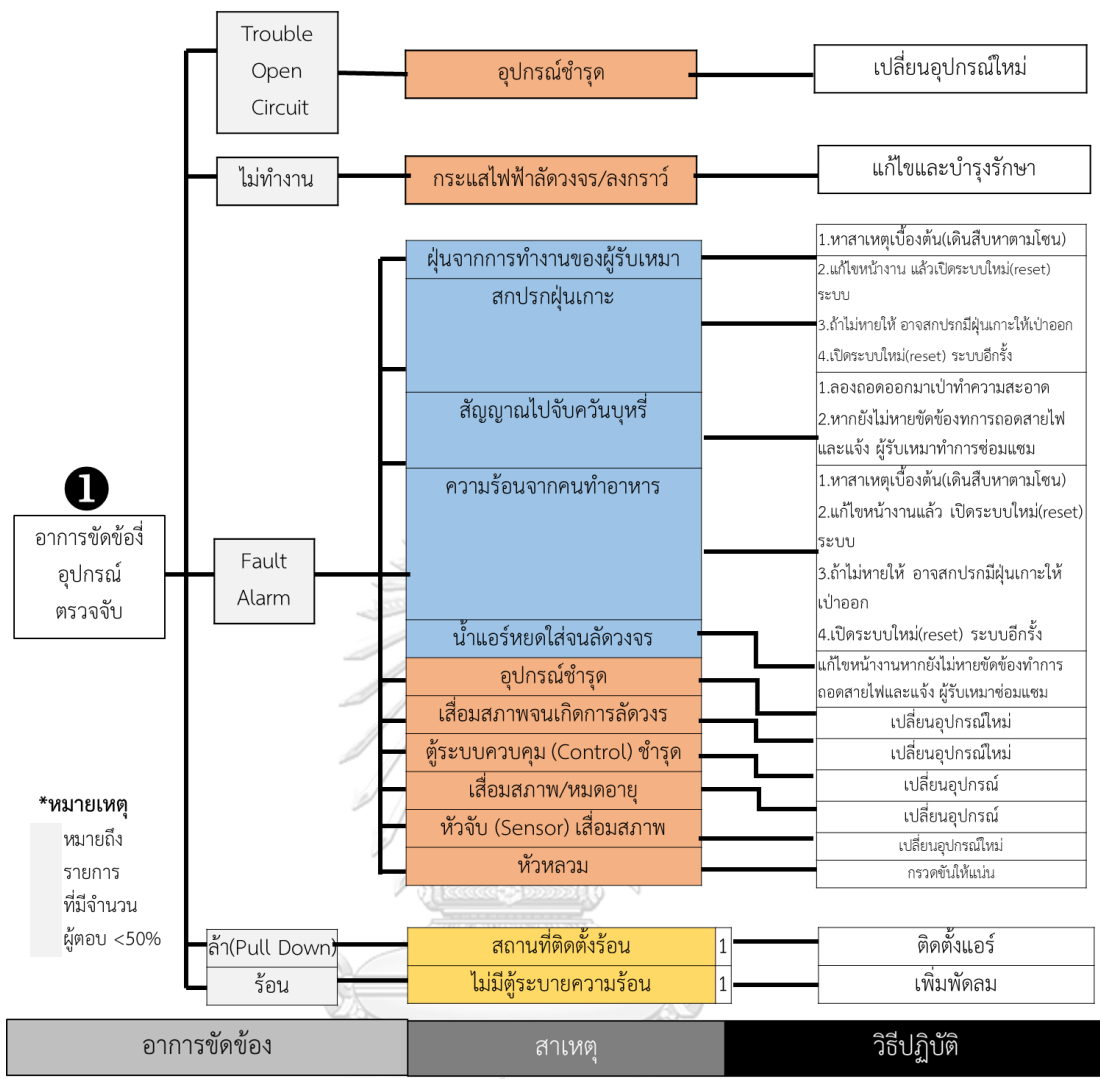 Trouble
Open
Circuit
อุปกรณ์ชำรุด
เปลี่ยนอุปกรณ์ใหม่
ไม่ทำงาน
กระแสไฟฟ้าลัดวงจร/ลงกราว์
แก้ไขและบำรุงรักษา
❶
อาการขัดข้องี่
อุปกรณ์
ตรวจจับ
Fault
Alarm
ฝุ่นจากการทำงานของผู้รับเหมา
สกปรกฝุ่นเกาะ
สัญญาณไปจับควันบุหรี่
ความร้อนจากคนทำอาหาร
น้ำแอร์หยดใส่จนลัดวงจร
อุปกรณ์ชำรุด
เสื่อมสภาพจนเกิดการลัดวงร
ตู้ระบบควบคุม (Control) ชำรุด
เสื่อมสภาพ/หมดอายุ
หัวจับ (Sensor) เสื่อมสภาพ
หัวหลวม
1.หาสาเหตุเบื้องต้น(เดินสืบหาตามโซน)
2.แก้ไขหน้างาน แล้วเปิดระบบใหม่(reset)
ระบบ
3.ถ้าไม่หายให้ อาจสกปรกมีฝุ่นเกาะให้เป่าออก
4.เปิดระบบใหม่(reset) ระบบอีกรั้ง
1.ลองถอดออกมาเป่าทำความสะอาด
2.หากยังไม่หายขัดข้องทการถอดสายไฟ
และแจ้ง ผู้รับเหมาทำการซ่อมแซม
1.หาสาเหตุเบื้องต้น(เดินสืบหาตามโซน)
2.แก้ไขหน้างานแล้ว เปิดระบบใหม่(reset)
ระบบ
3.ถ้าไม่หายให้ อาจสกปรกมีฝุ่นเกาะให้
เป่าออก
4.เปิดระบบใหม่(reset) ระบบอีกรั้ง
แก้ไขหน้างานหากยังไม่หายขัดข้องทำการ
ถอดสายไฟและแจ้ง ผู้รับเหมาซ่อมแซม
เปลี่ยนอุปกรณ์ใหม่
เปลี่ยนอุปกรณ์ใหม่
เปลี่ยนอุปกรณ์
เปลี่ยนอุปกรณ์
เปลี่ยนอุปกรณ์ใหม่
กรวดขันให้แน่น
*หมายเหตุ
หมายถึง
รายการ
ที่มีจำนวน
ผู้ตอบ <50%
ล้า(Pull Down)
สถานที่ติดตั้งร้อน
1
ติดตั้งแอร์
ร้อน
ไม่มีตู้ระบายความร้อน
1
เพิ่มพัดลม
อาการขัดข้อง
สาเหตุ
วิธีปฏิบัติ